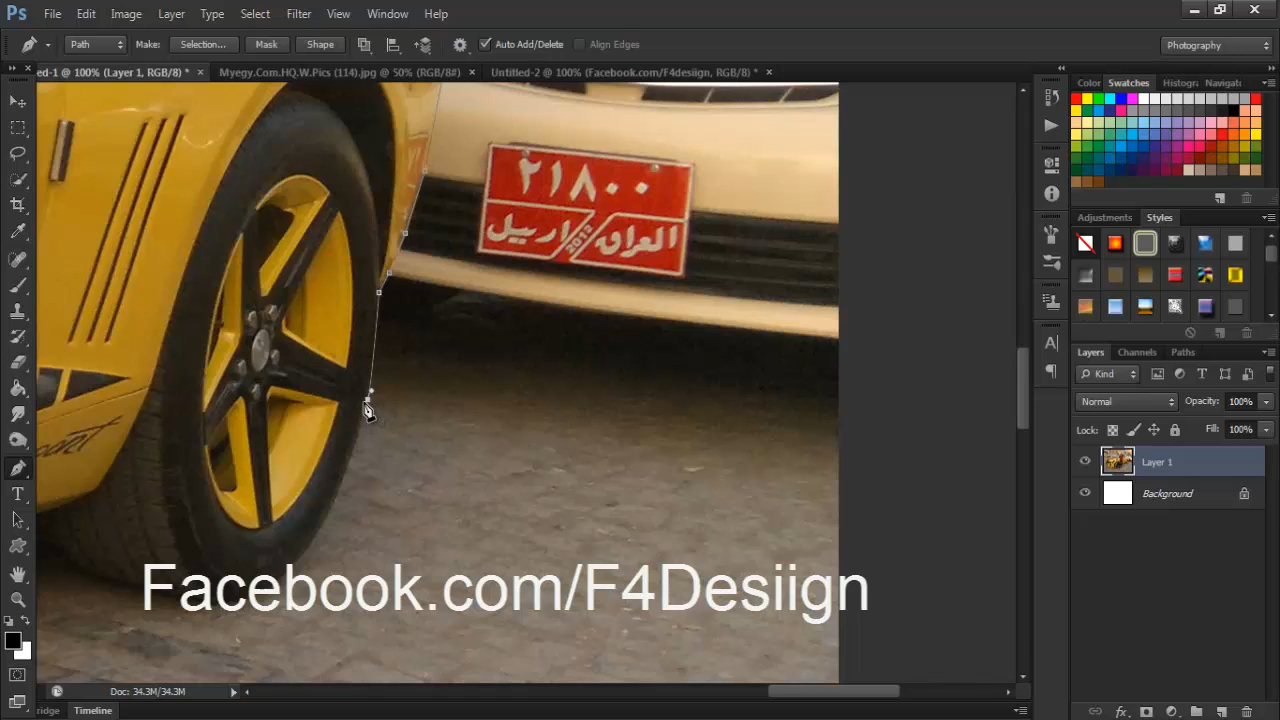 Ps File Edit Image Layer Type Select Filter View Window Help
Path Make: Selection... Mask Shape Auto Add/Delete Align Edges Photography
ed-1 @ 100% (Layer 1, RGB/8) * × Myegy.Com.HQ.W.Pics (114).jpg @ 50% (RGB/8#) × Untitled-2 @ 100% (Facebook.com/F4desiign, RGB/8) * ×
Color Swatches Histogr Navigat
٢١٨٠٠
العراق 2012 اربيل
Adjustments Styles
Layers Channels Paths
Kind
Normal Opacity: 100%
Lock: Fill: 100%
Layer 1
Background
Facebook.com/F4Desiign
100% Doc: 34.3M/34.3M
ridge Timeline